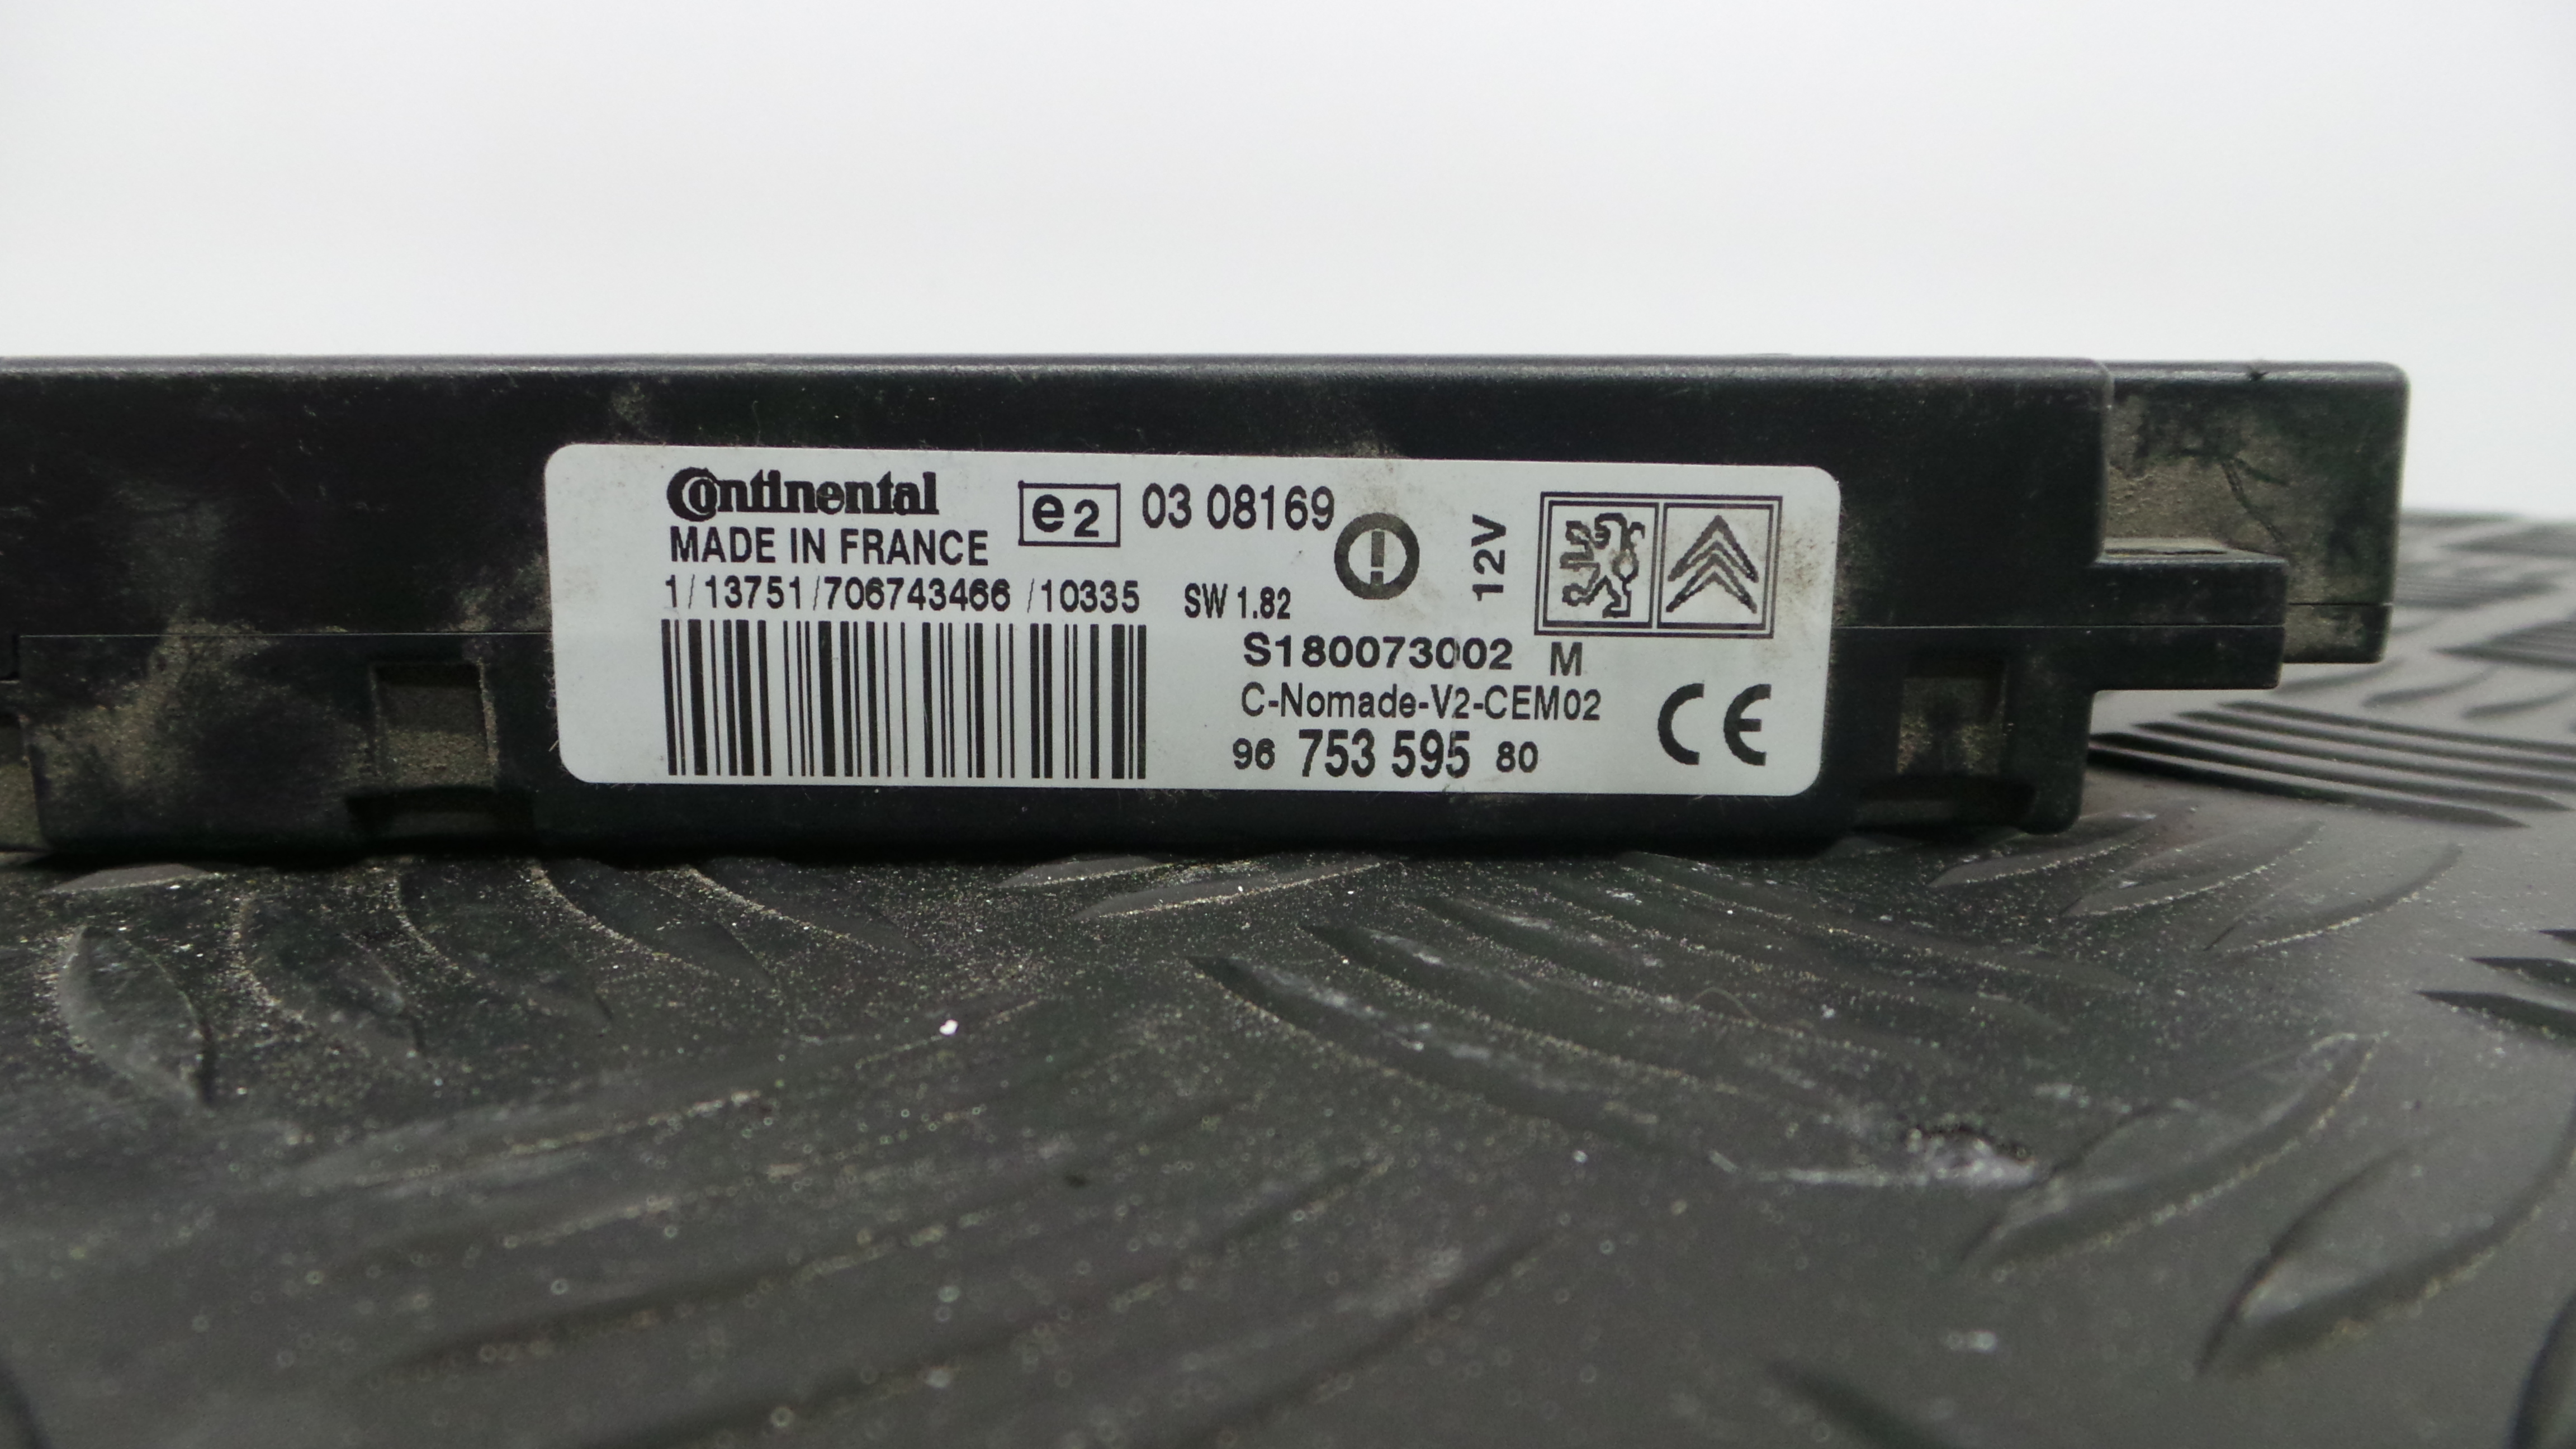 Continental
MADE IN FRANCE
e2 03 08169
1/13751/706743466 /10335 SW 1.82
12V
S180073002 M
C-Nomade-V2-CEM02
96 753 595 80
CE